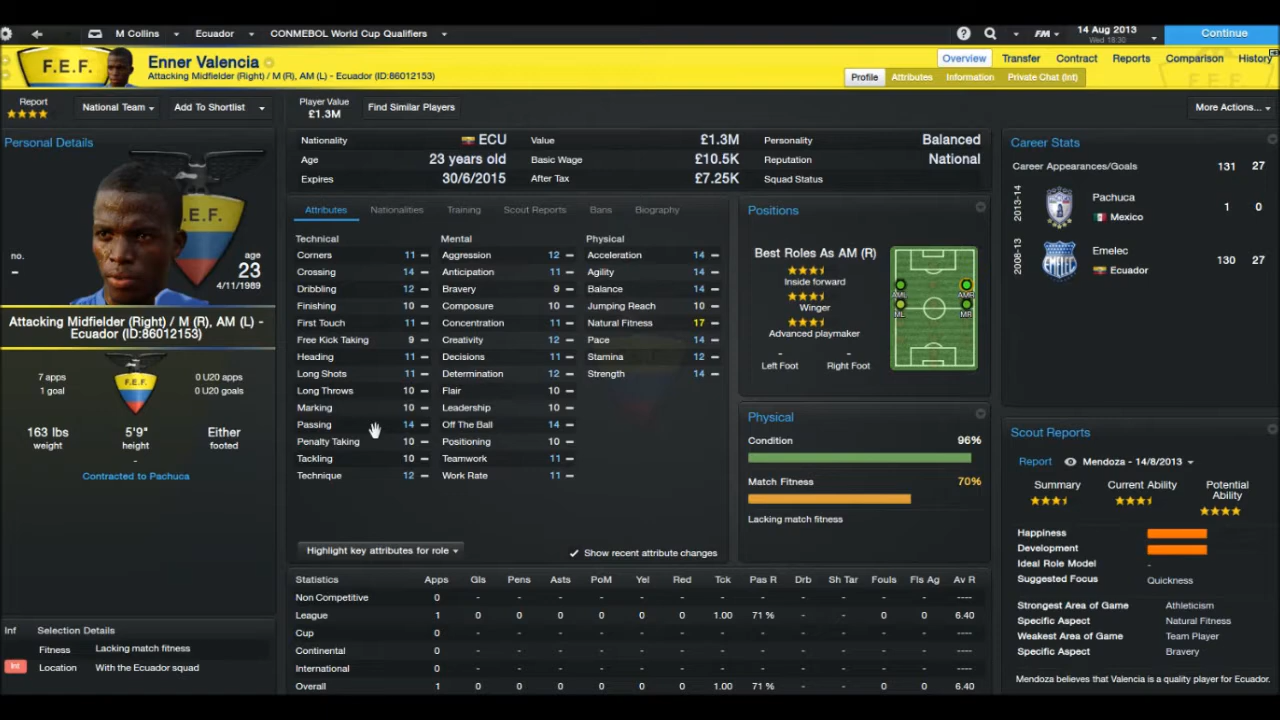 M Collins Ecuador CONMEBOL World Cup Qualifiers FM 14 Aug 2013 Continue
Wed 18:30
F.E.F. Enner Valencia Overview Transfer Contract Reports Comparison History
Attacking Midfielder (Right) / M (R), AM (L) - Ecuador (ID:86012153) Profile Attributes Information Private Chat (Int)
Report National Team Add To Shortlist Player Value Find Similar Players More Actions...
£1.3M
Personal Details
F.E.F.
no.
-
age
23
4/11/1989
Attacking Midfielder (Right) / M (R), AM (L) -
Ecuador (ID:86012153)
7 apps F.E.F. 0 U20 apps
1 goal 0 U20 goals
163 lbs 5'9" Either
weight height footed
Contracted to Pachuca
-
Inf Selection Details
Fitness Lacking match fitness
Int Location With the Ecuador squad
Nationality ECU Value £1.3M Personality Balanced
Age 23 years old Basic Wage £10.5K Reputation National
Expires 30/6/2015 After Tax £7.25K Squad Status
Attributes Nationalities Training Scout Reports Bans Biography
Technical Mental Physical
Corners 11 - Aggression 12 - Acceleration 14 -
Crossing 14 - Anticipation 11 - Agility 14 -
Dribbling 12 - Bravery 9 - Balance 14 -
Finishing 10 - Composure 10 - Jumping Reach 10 -
First Touch 11 - Concentration 11 - Natural Fitness 17 -
Free Kick Taking 9 - Creativity 12 - Pace 14 -
Heading 11 - Decisions 11 - Stamina 12 -
Long Shots 11 - Determination 12 - Strength 14 -
Long Throws 10 - Flair 10 -
Marking 10 - Leadership 10 -
Passing 14 - Off The Ball 14 -
Penalty Taking 10 - Positioning 10 -
Tackling 10 - Teamwork 11 -
Technique 12 - Work Rate 11 -
Highlight key attributes for role Show recent attribute changes
Positions
Best Roles As AM (R)
Inside forward
Winger
Advanced playmaker
- -
Left Foot Right Foot
AML AMR
ML MR
Physical
Condition 96%
Match Fitness 70%
Lacking match fitness
Statistics Apps Gls Pens Asts PoM Yel Red Tck Pas R Drb Sh Tar Fouls Fls Ag Av R
Non Competitive 0 - - - - - - - - - - - - ----
League 1 0 0 0 0 0 0 1.00 71 % - - 0 0 6.40
Cup 0 - - - - - - - - - - - - ----
Continental 0 - - - - - - - - - - - - ----
International 0 - - - - - - - - - - - - ----
Overall 1 0 0 0 0 0 0 1.00 71 % - - 0 0 6.40
Career Stats
Career Appearances/Goals 131 27
2013-14 Pachuca 1 0
Mexico
2008-13 Emelec 130 27
Ecuador
Scout Reports
Report Mendoza - 14/8/2013
Summary Current Ability Potential
Ability
Happiness
Development
Ideal Role Model -
Suggested Focus Quickness
Strongest Area of Game Athleticism
Specific Aspect Natural Fitness
Weakest Area of Game Team Player
Specific Aspect Bravery
Mendoza believes that Valencia is a quality player for Ecuador.